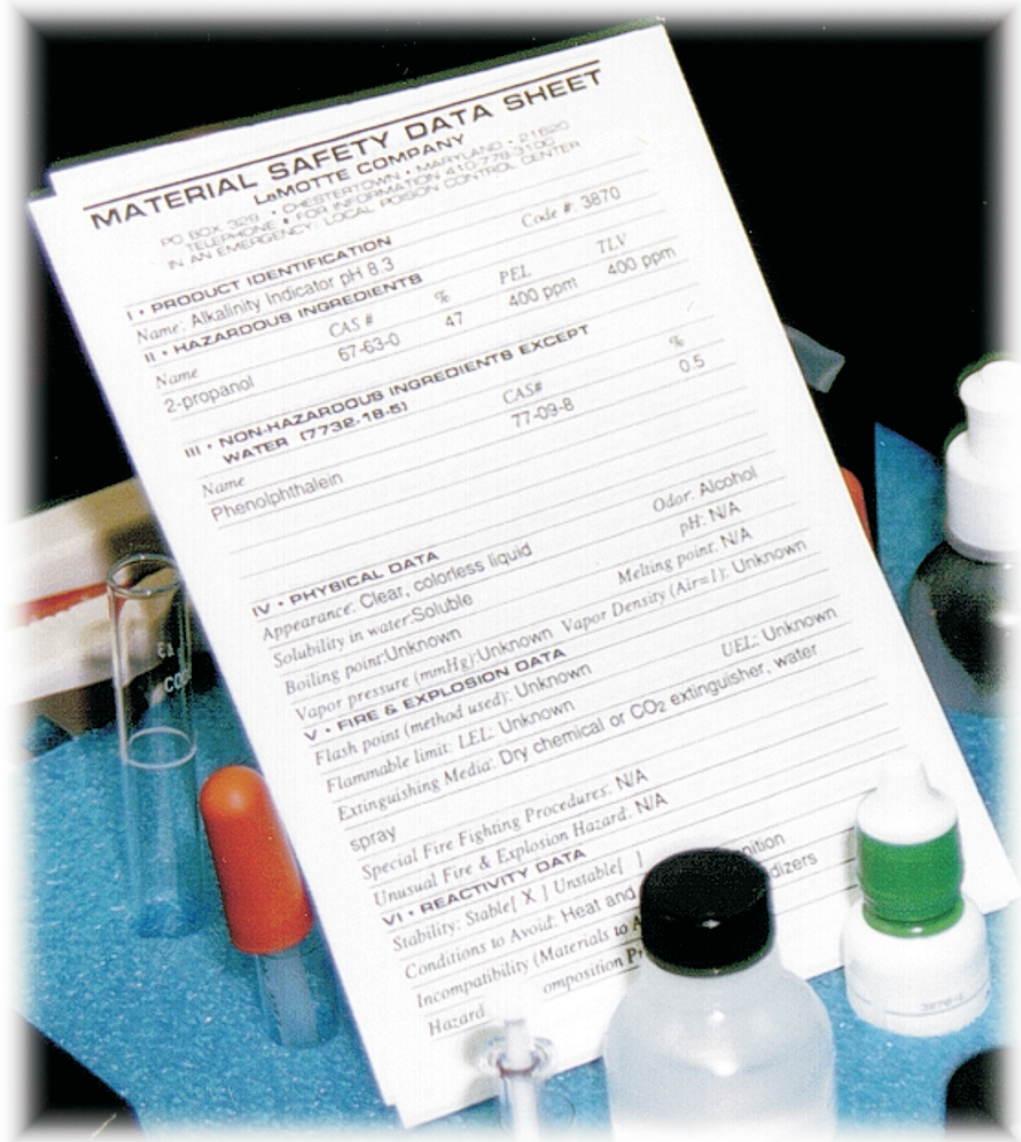 MATERIAL SAFETY DATA SHEET
LaMOTTE COMPANY
PO BOX 329 • CHESTERTOWN • MARYLAND • 21620
TELEPHONE • FOR INFORMATION 410-778-3100
IN AN EMERGENCY: LOCAL POISON CONTROL CENTER
Code #: 3870
I • PRODUCT IDENTIFICATION
Name: Alkalinity Indicator pH 8.3
II • HAZARDOUS INGREDIENTS
Name CAS # % PEL TLV
2-propanol 67-63-0 47 400 ppm 400 ppm
III • NON-HAZARDOUS INGREDIENTS EXCEPT
WATER (7732-18-5)
Name CAS# %
Phenolphthalein 77-09-8 0.5
IV • PHYSICAL DATA
Appearance: Clear, colorless liquid Odor: Alcohol
Solubility in water:Soluble pH: N/A
Boiling point:Unknown Melting point: N/A
Vapor pressure (mmHg):Unknown Vapor Density (Air=1): Unknown
V • FIRE & EXPLOSION DATA
Flash point (method used): Unknown
Flammable limit: LEL: Unknown UEL: Unknown
Extinguishing Media: Dry chemical or CO2 extinguisher, water
spray
Special Fire Fighting Procedures: N/A
Unusual Fire & Explosion Hazard: N/A
VI • REACTIVITY DATA
Stability: Stable[ X ] Unstable[ ]
Conditions to Avoid: Heat and nition
Incompatibility (Materials to A dizers
Hazard omposition Pr